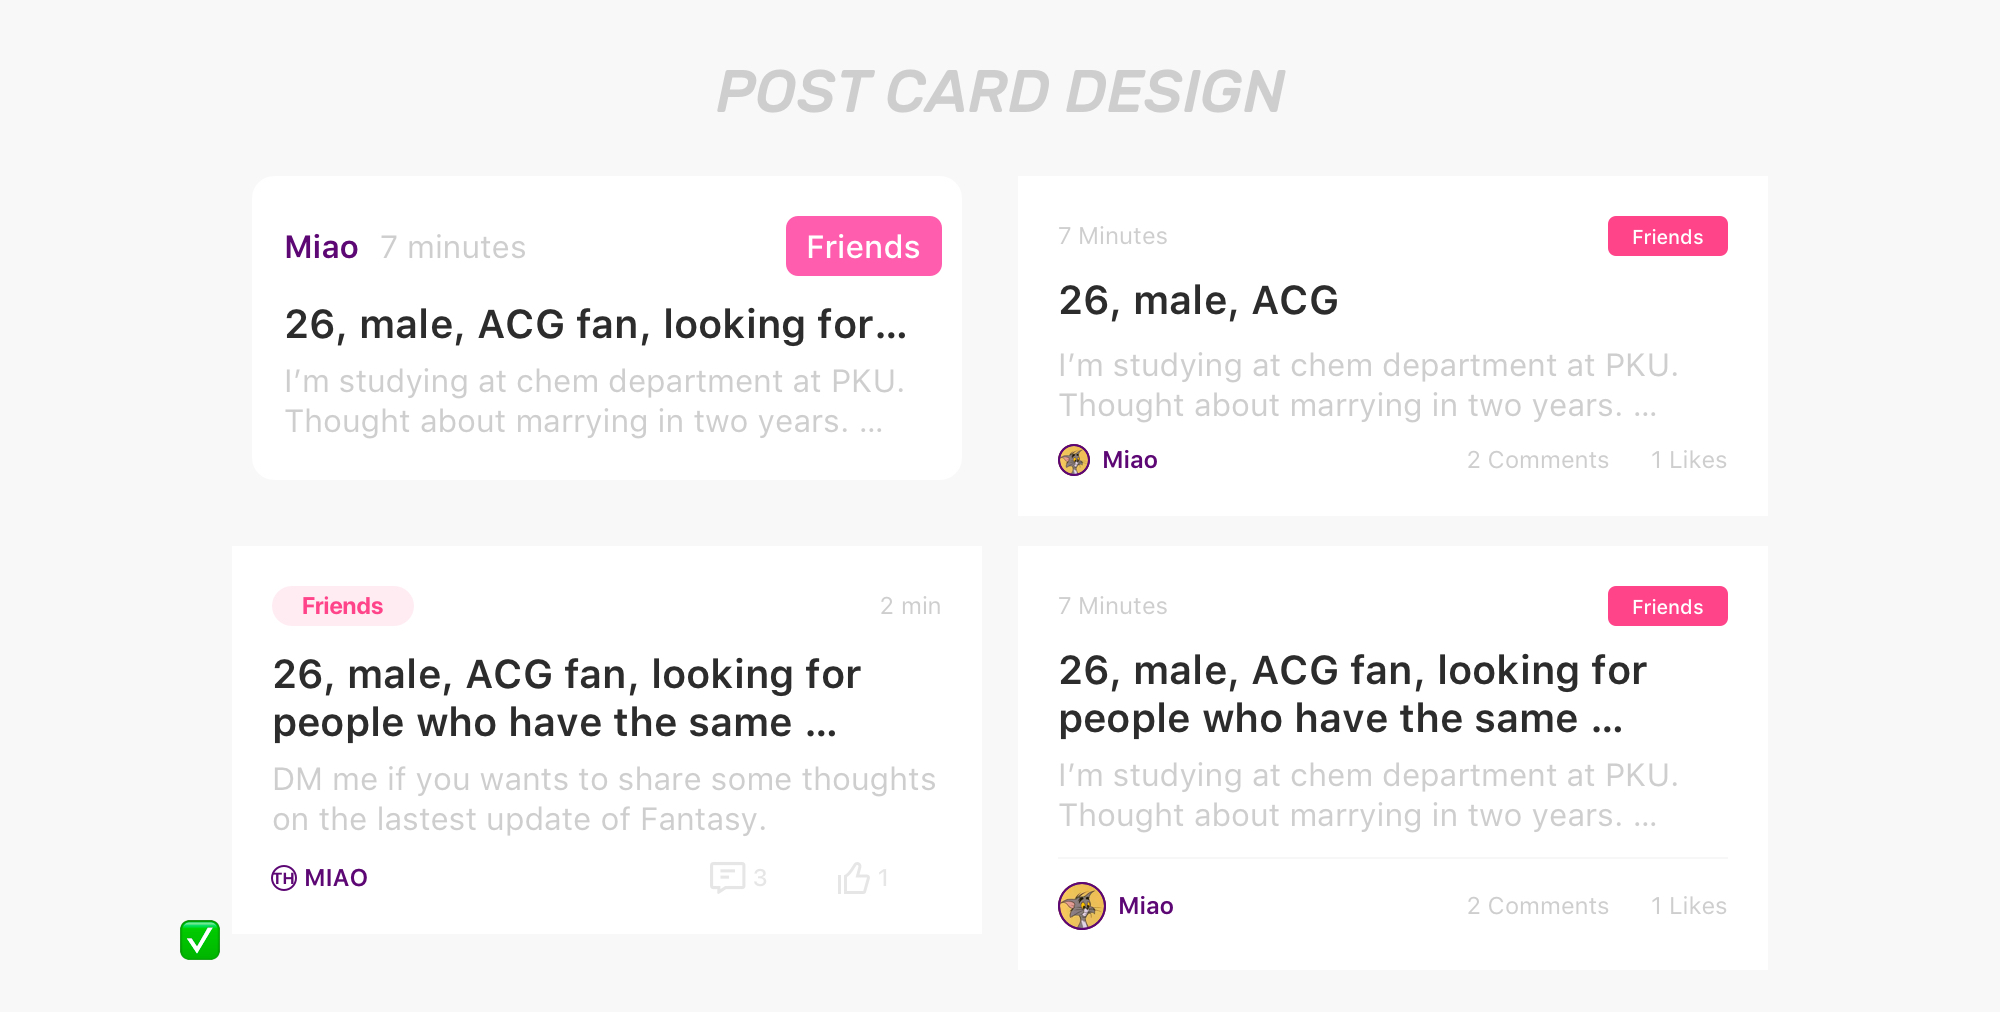 POST CARD DESIGN
Miao 7 minutes Friends
26, male, ACG fan, looking for...
I’m studying at chem department at PKU.
Thought about marrying in two years. ...
7 Minutes Friends
26, male, ACG
I’m studying at chem department at PKU.
Thought about marrying in two years. ...
Miao 2 Comments 1 Likes
Friends 2 min
26, male, ACG fan, looking for
people who have the same ...
DM me if you wants to share some thoughts
on the lastest update of Fantasy.
TH MIAO 3 1
7 Minutes Friends
26, male, ACG fan, looking for
people who have the same ...
I’m studying at chem department at PKU.
Thought about marrying in two years. ...
Miao 2 Comments 1 Likes